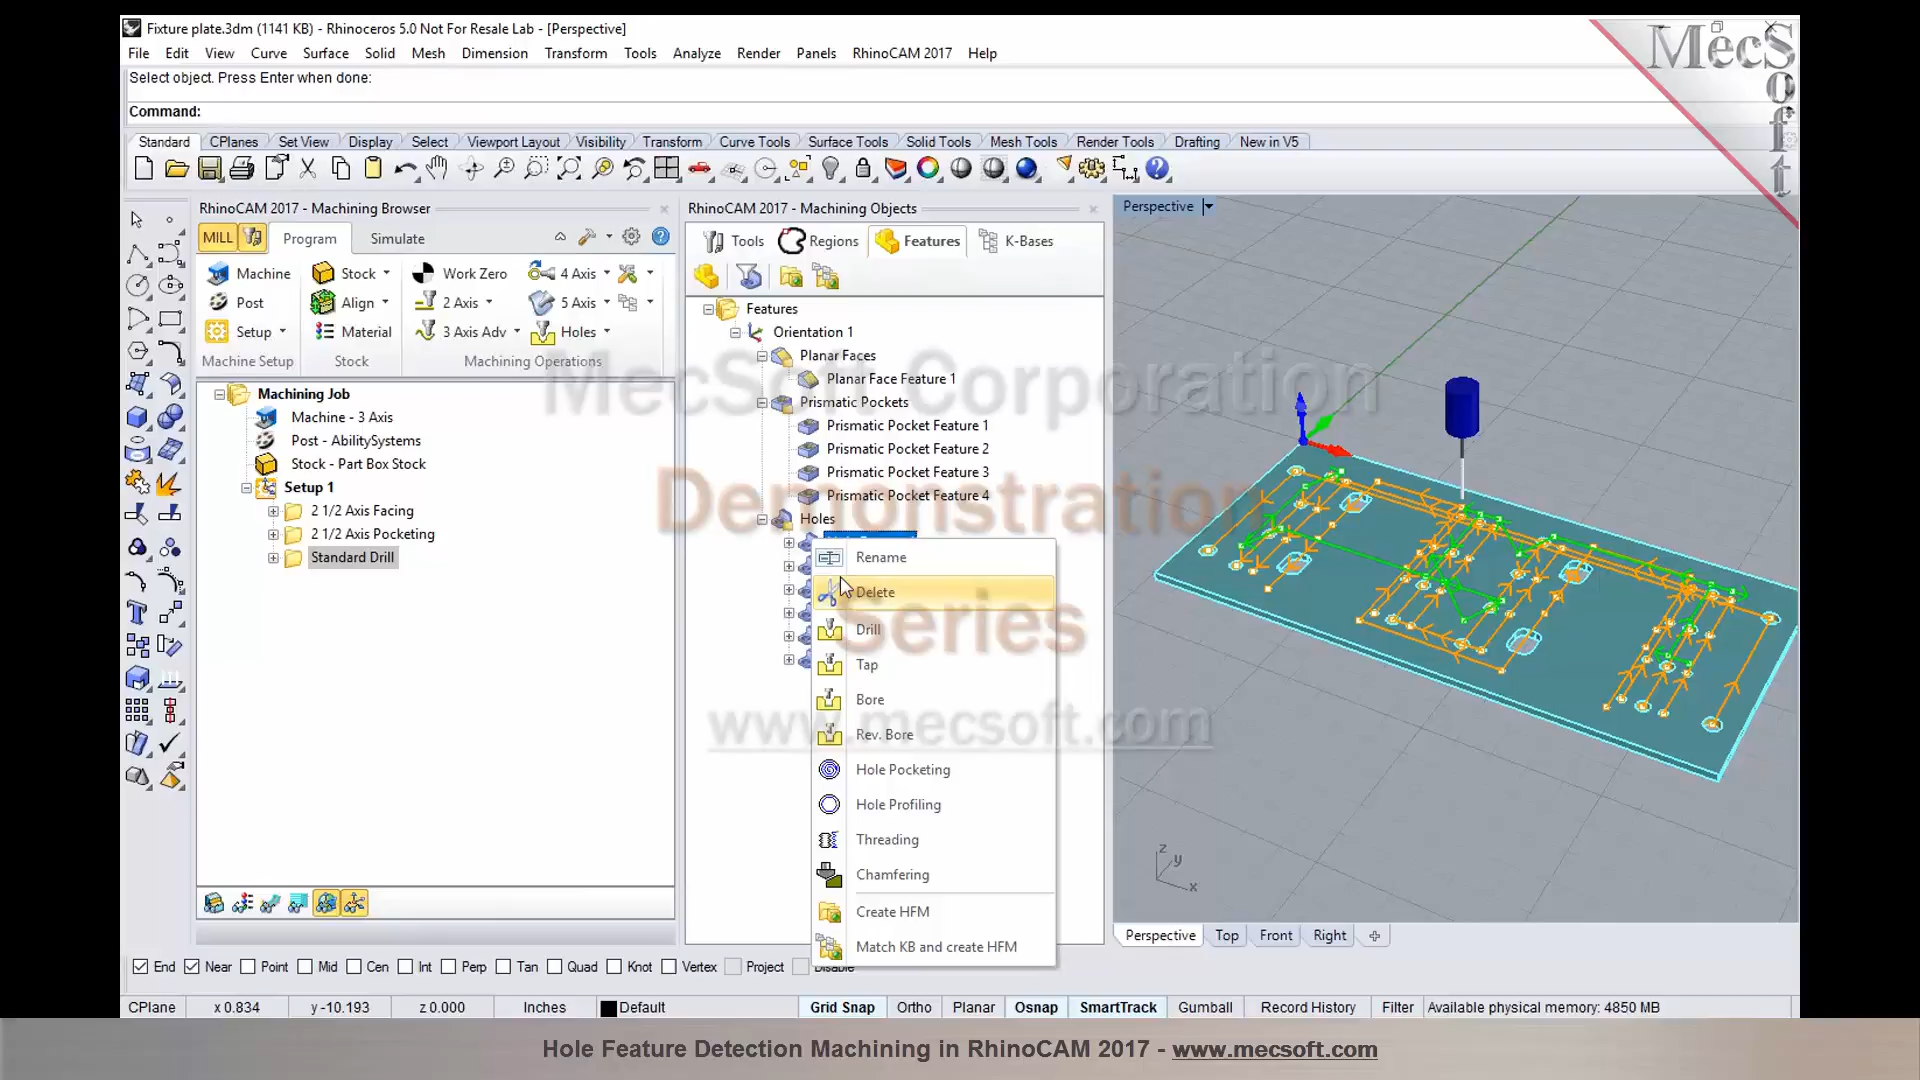 Fixture plate.3dm (1141 KB) - Rhinoceros 5.0 Not For Resale Lab - [Perspective]
File Edit View Curve Surface Solid Mesh Dimension Transform Tools Analyze Render Panels RhinoCAM 2017 Help
Select object. Press Enter when done:
Command:
Standard CPlanes Set View Display Select Viewport Layout Visibility Transform Curve Tools Surface Tools Solid Tools Mesh Tools Render Tools Drafting New in V5
MecSoft
RhinoCAM 2017 - Machining Browser
MILL Program Simulate
Machine Stock Work Zero 4 Axis
Post Align 2 Axis 5 Axis
Setup Material 3 Axis Adv Holes
Machine Setup Stock Machining Operations
Machining Job
Machine - 3 Axis
Post - AbilitySystems
Stock - Part Box Stock
Setup 1
2 1/2 Axis Facing
2 1/2 Axis Pocketing
Standard Drill
RhinoCAM 2017 - Machining Objects
Tools Regions Features K-Bases
Features
Orientation 1
Planar Faces
Planar Face Feature 1
Prismatic Pockets
Prismatic Pocket Feature 1
Prismatic Pocket Feature 2
Prismatic Pocket Feature 3
Prismatic Pocket Feature 4
Holes
Rename
Delete
Drill
Tap
Bore
Rev. Bore
Hole Pocketing
Hole Profiling
Threading
Chamfering
Create HFM
Match KB and create HFM
MecSoft Corporation
Demonstration
Series
www.mecsoft.com
Perspective
z
y
x
Perspective Top Front Right
End Near Point Mid Cen Int Perp Tan Quad Knot Vertex Project Disable
CPlane x 0.834 y -10.193 z 0.000 Inches Default Grid Snap Ortho Planar Osnap SmartTrack Gumball Record History Filter Available physical memory: 4850 MB
Hole Feature Detection Machining in RhinoCAM 2017 - www.mecsoft.com